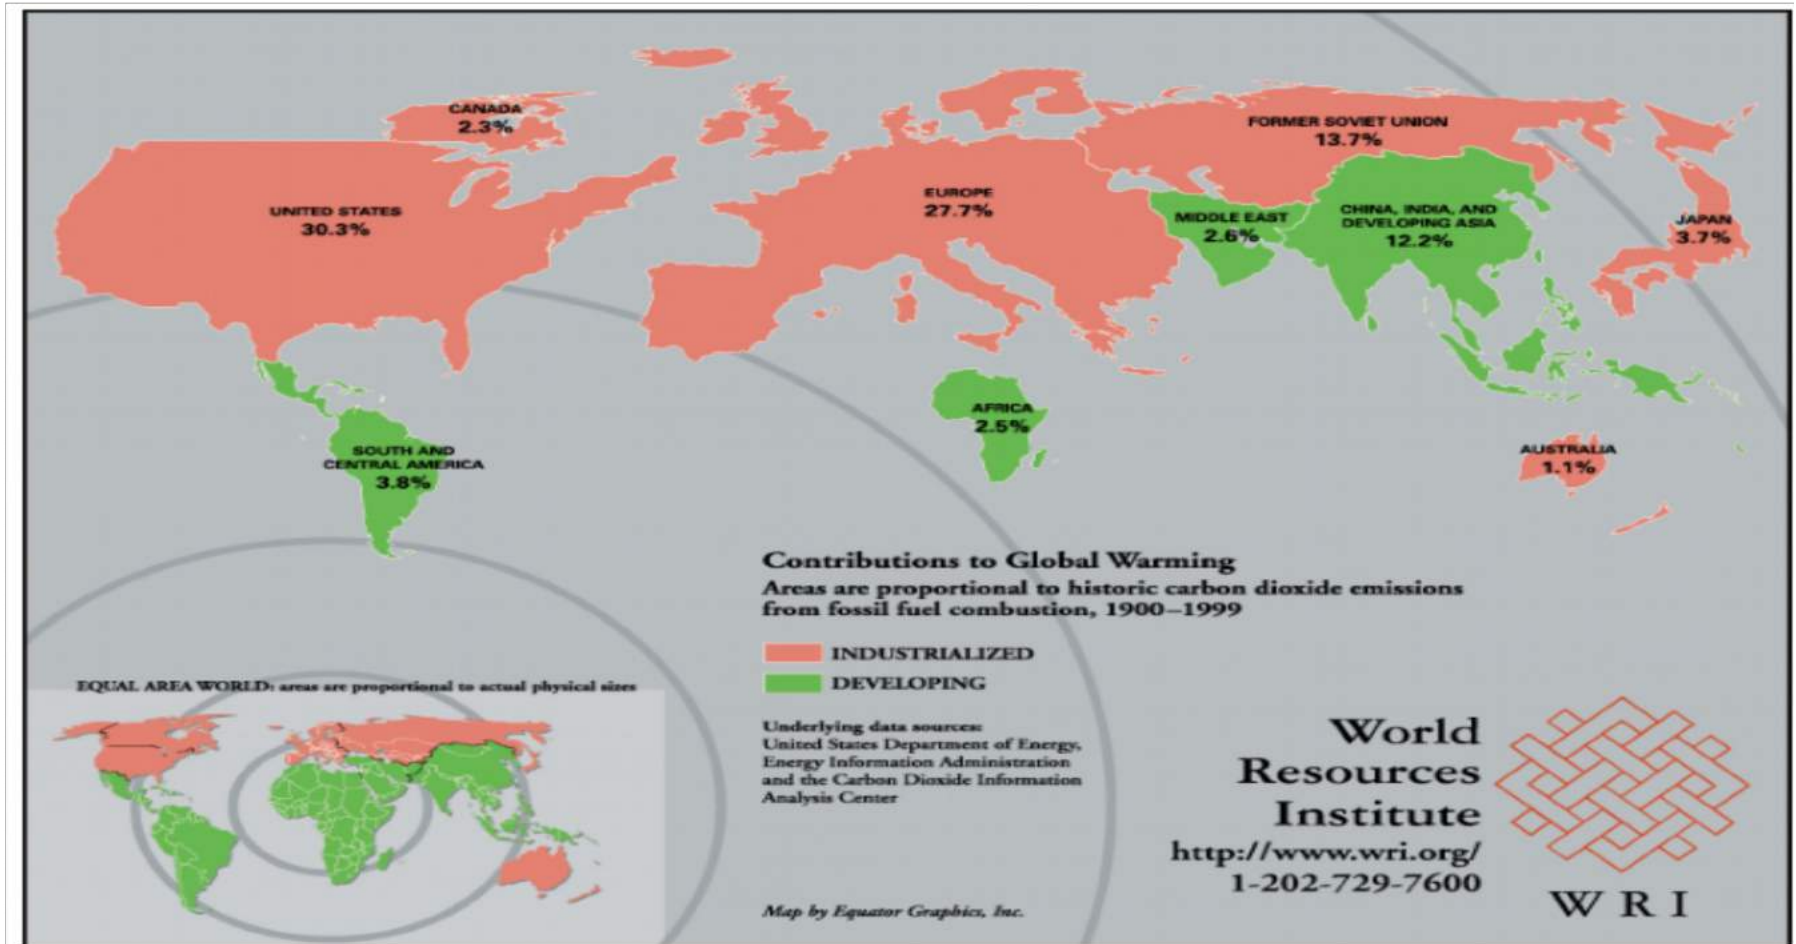 CANADA
2.3%
FORMER SOVIET UNION
13.7%
UNITED STATES
30.3%
EUROPE
27.7%
MIDDLE EAST
2.6%
CHINA, INDIA, AND
DEVELOPING ASIA
12.2%
JAPAN
3.7%
AFRICA
2.5%
SOUTH AND
CENTRAL AMERICA
3.8%
AUSTRALIA
1.1%
Contributions to Global Warming
Areas are proportional to historic carbon dioxide emissions
from fossil fuel combustion, 1900–1999
INDUSTRIALIZED
DEVELOPING
EQUAL AREA WORLD: areas are proportional to actual physical sizes
Underlying data sources:
United States Department of Energy,
Energy Information Administration
and the Carbon Dioxide Information
Analysis Center
Map by Equator Graphics, Inc.
World
Resources
Institute
http://www.wri.org/
1-202-729-7600
WRI